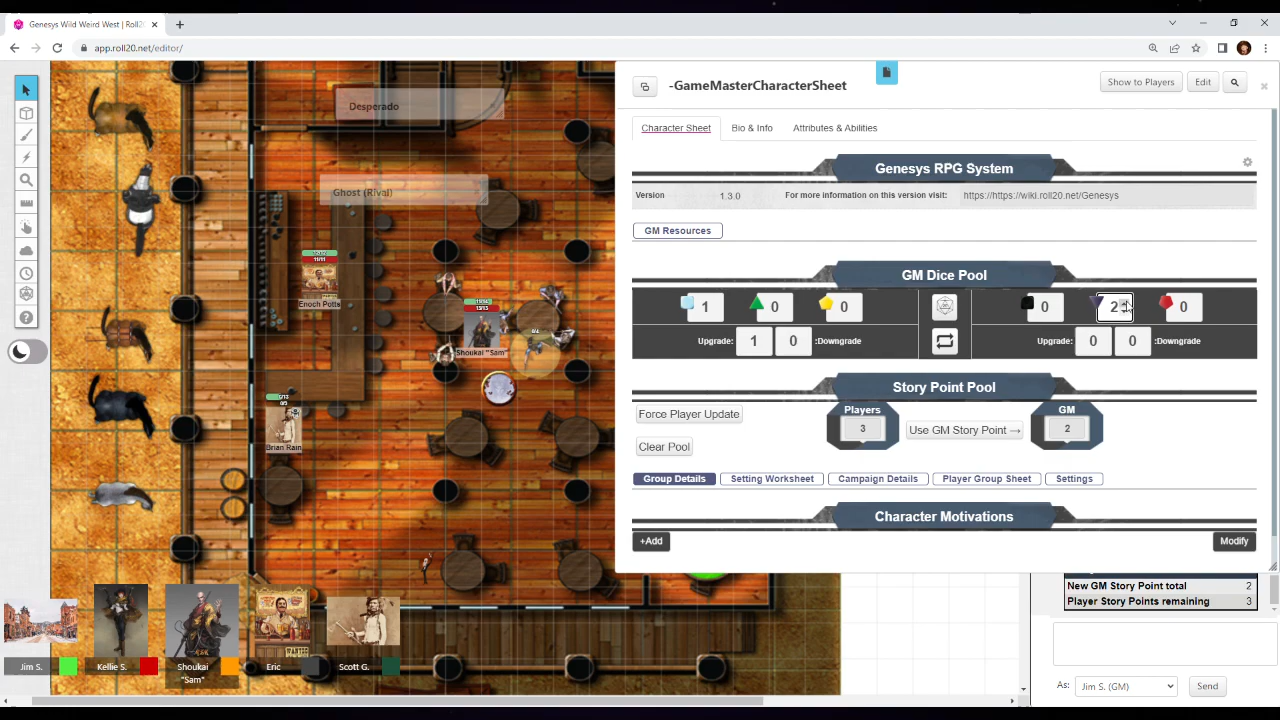 Genesys Wild Weird West | Roll2
app.roll20.net/editor/
Desperado
Ghost (Rival)
Enoch Potts
Shoukai "Sam"
Brian Rain
-GameMasterCharacterSheet
Show to Players
Edit
Character Sheet
Bio & Info
Attributes & Abilities
Genesys RPG System
Version
1.3.0
For more information on this version visit:
https://https://wiki.roll20.net/Genesys
GM Resources
GM Dice Pool
1
0
0
0
2
0
Upgrade:
1
0
:Downgrade
Upgrade:
0
0
:Downgrade
Story Point Pool
Force Player Update
Clear Pool
Players
3
Use GM Story Point →
GM
2
Group Details
Setting Worksheet
Campaign Details
Player Group Sheet
Settings
Character Motivations
+Add
Modify
New GM Story Point total 2
Player Story Points remaining 3
As:
Jim S. (GM)
Send
Jim S.
Kellie S.
Shoukai
"Sam"
Eric
Scott G.